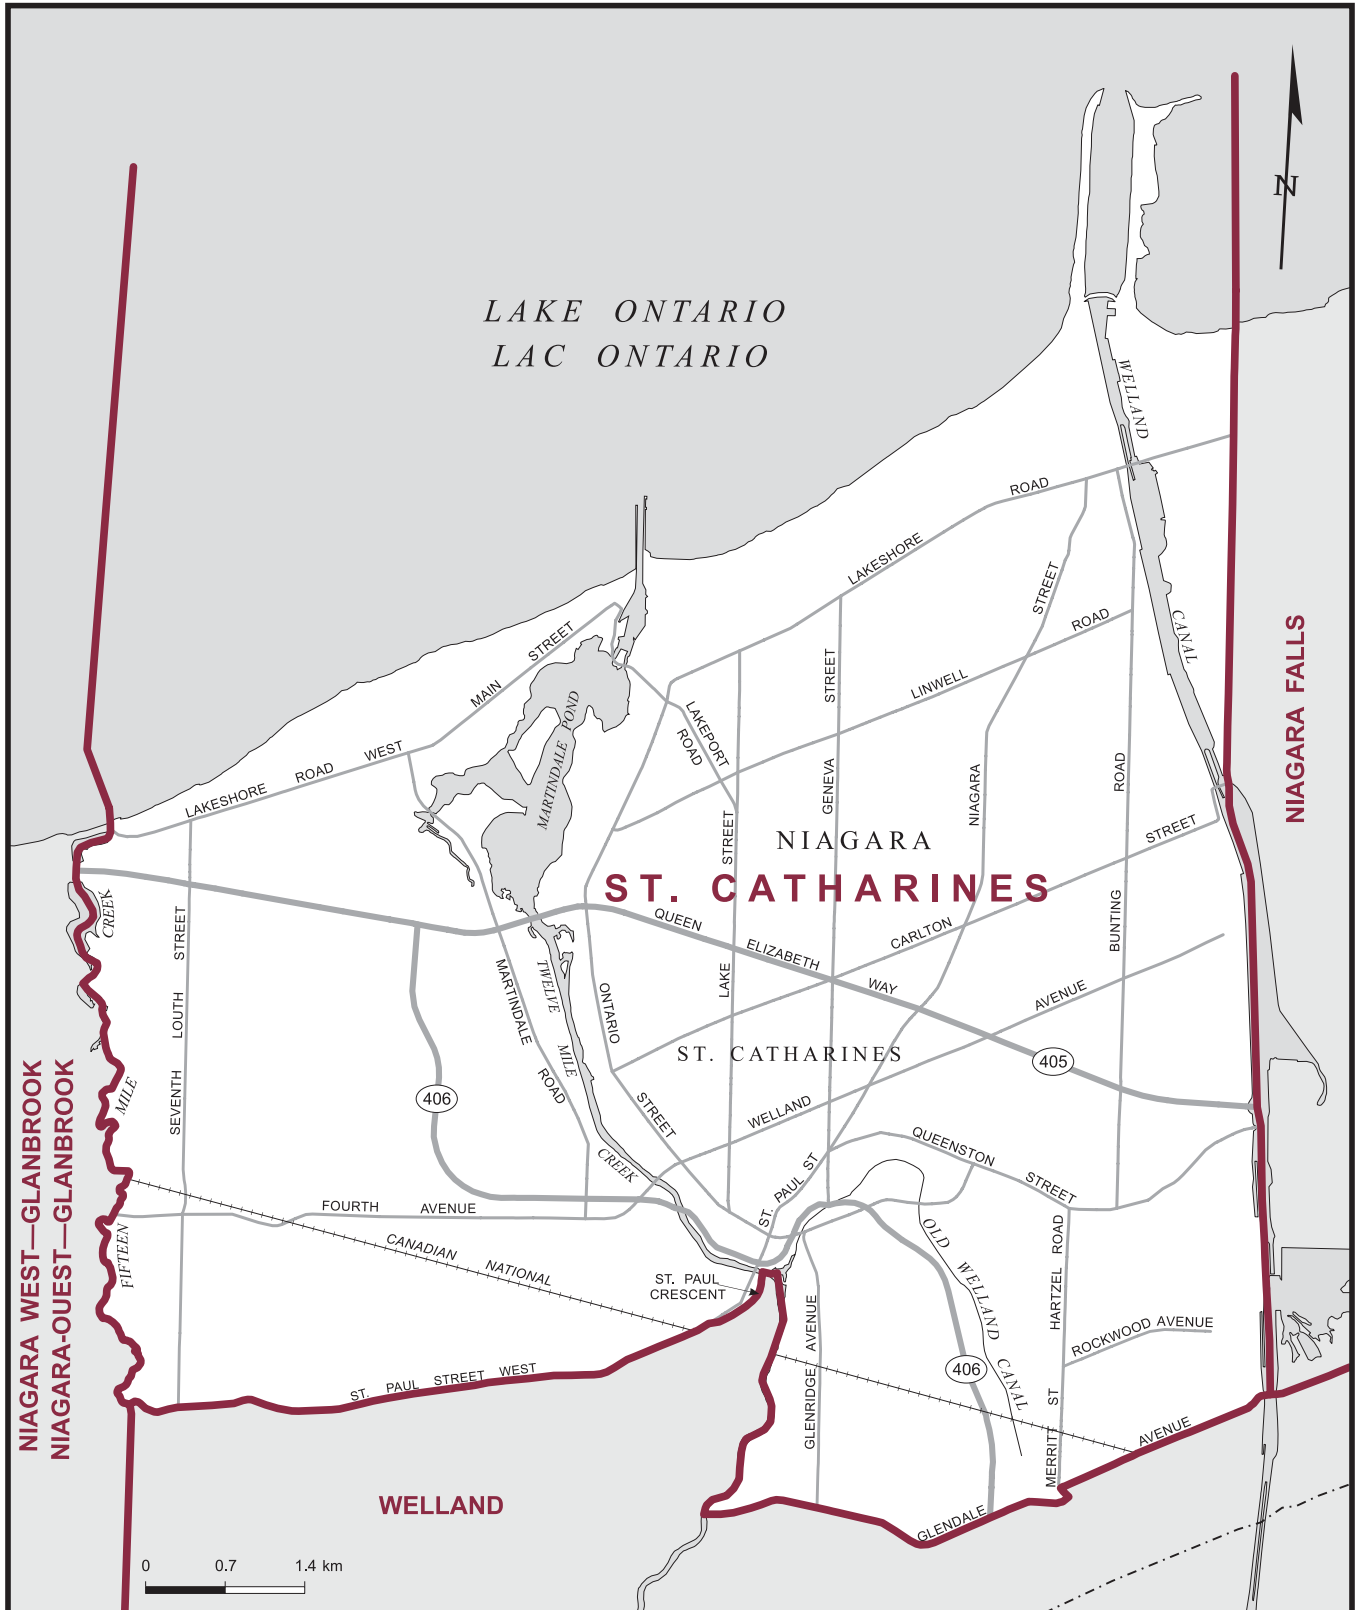 N
LAKE ONTARIO
LAC ONTARIO
WELLAND
CANAL
ROAD
LAKESHORE
STREET
ROAD
LINWELL
MAIN STREET
LAKESHORE ROAD WEST
MARTINDALE POND
LAKEPORT
ROAD
STREET
GENEVA
NIAGARA
ROAD
BUNTING
STREET
CARLTON
NIAGARA FALLS
NIAGARA
ST. CATHARINES
STREET
LAKE
QUEEN ELIZABETH WAY
AVENUE
WELLAND
ST. CATHARINES
405
CREEK
MILE
FIFTEEN
STREET
LOUTH
SEVENTH
406
MARTINDALE
ROAD
TWELVE
MILE
CREEK
ONTARIO
STREET
QUEENSTON
STREET
ST. PAUL ST
FOURTH AVENUE
CANADIAN NATIONAL
ST. PAUL
CRESCENT
GLENRIDGE AVENUE
OLD WELLAND CANAL
406
HARTZEL ROAD
MERRITT ST
ROCKWOOD AVENUE
ST. PAUL STREET WEST
GLENDALE
AVENUE
NIAGARA WEST—GLANBROOK
NIAGARA-OUEST—GLANBROOK
WELLAND
0 0.7 1.4 km